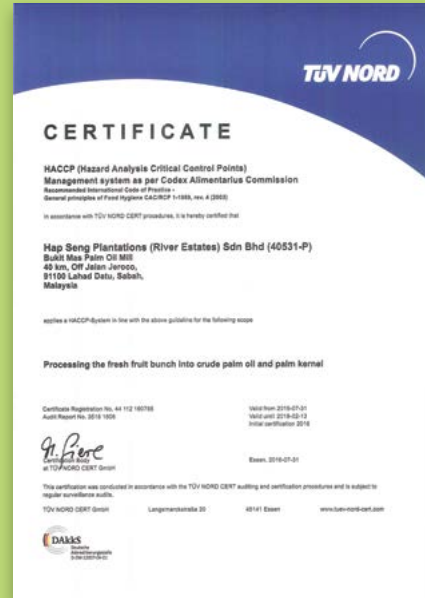 TÜV NORD
CERTIFICATE
HACCP (Hazard Analysis Critical Control Points)
Management system as per Codex Alimentarius Commission
Recommended International Code of Practice -
General principles of Food Hygiene CAC/RCP 1-1969, rev. 4 (2003)
In accordance with TÜV NORD CERT procedures, it is hereby certified that
Hap Seng Plantations (River Estates) Sdn Bhd (40531-P)
Bukit Mas Palm Oil Mill
40 km, Off Jalan Jeroco,
91100 Lahad Datu, Sabah,
Malaysia
applies a HACCP-System in line with the above guideline for the following scope
Processing the fresh fruit bunch into crude palm oil and palm kernel
Certificate Registration No. 44 112
Audit Report No. 3518
Valid from 2016-07-31
Valid until
Initial certification 2016
Certification Body
at TÜV NORD CERT GmbH
Essen, 2016-07-31
This certification was conducted in accordance with the TÜV NORD CERT auditing and certification procedures and is subject to
regular surveillance audits.
TÜV NORD CERT GmbH Langemarckstraße 20 45141 Essen www.tuev-nord-cert.com
DAkkS
Deutsche
Akkreditierungsstelle